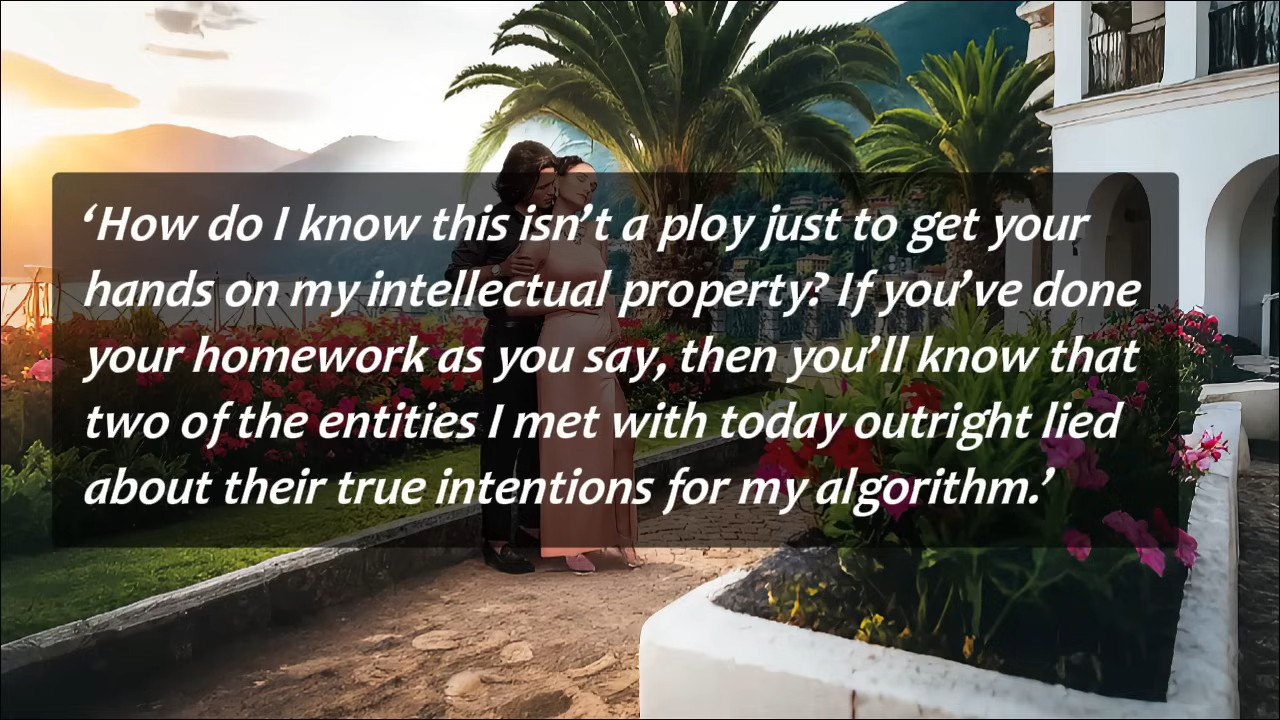 ‘How do I know this isn’t a ploy just to get your
hands on my intellectual property? If you’ve done
your homework as you say, then you’ll know that
two of the entities I met with today outright lied
about their true intentions for my algorithm.’